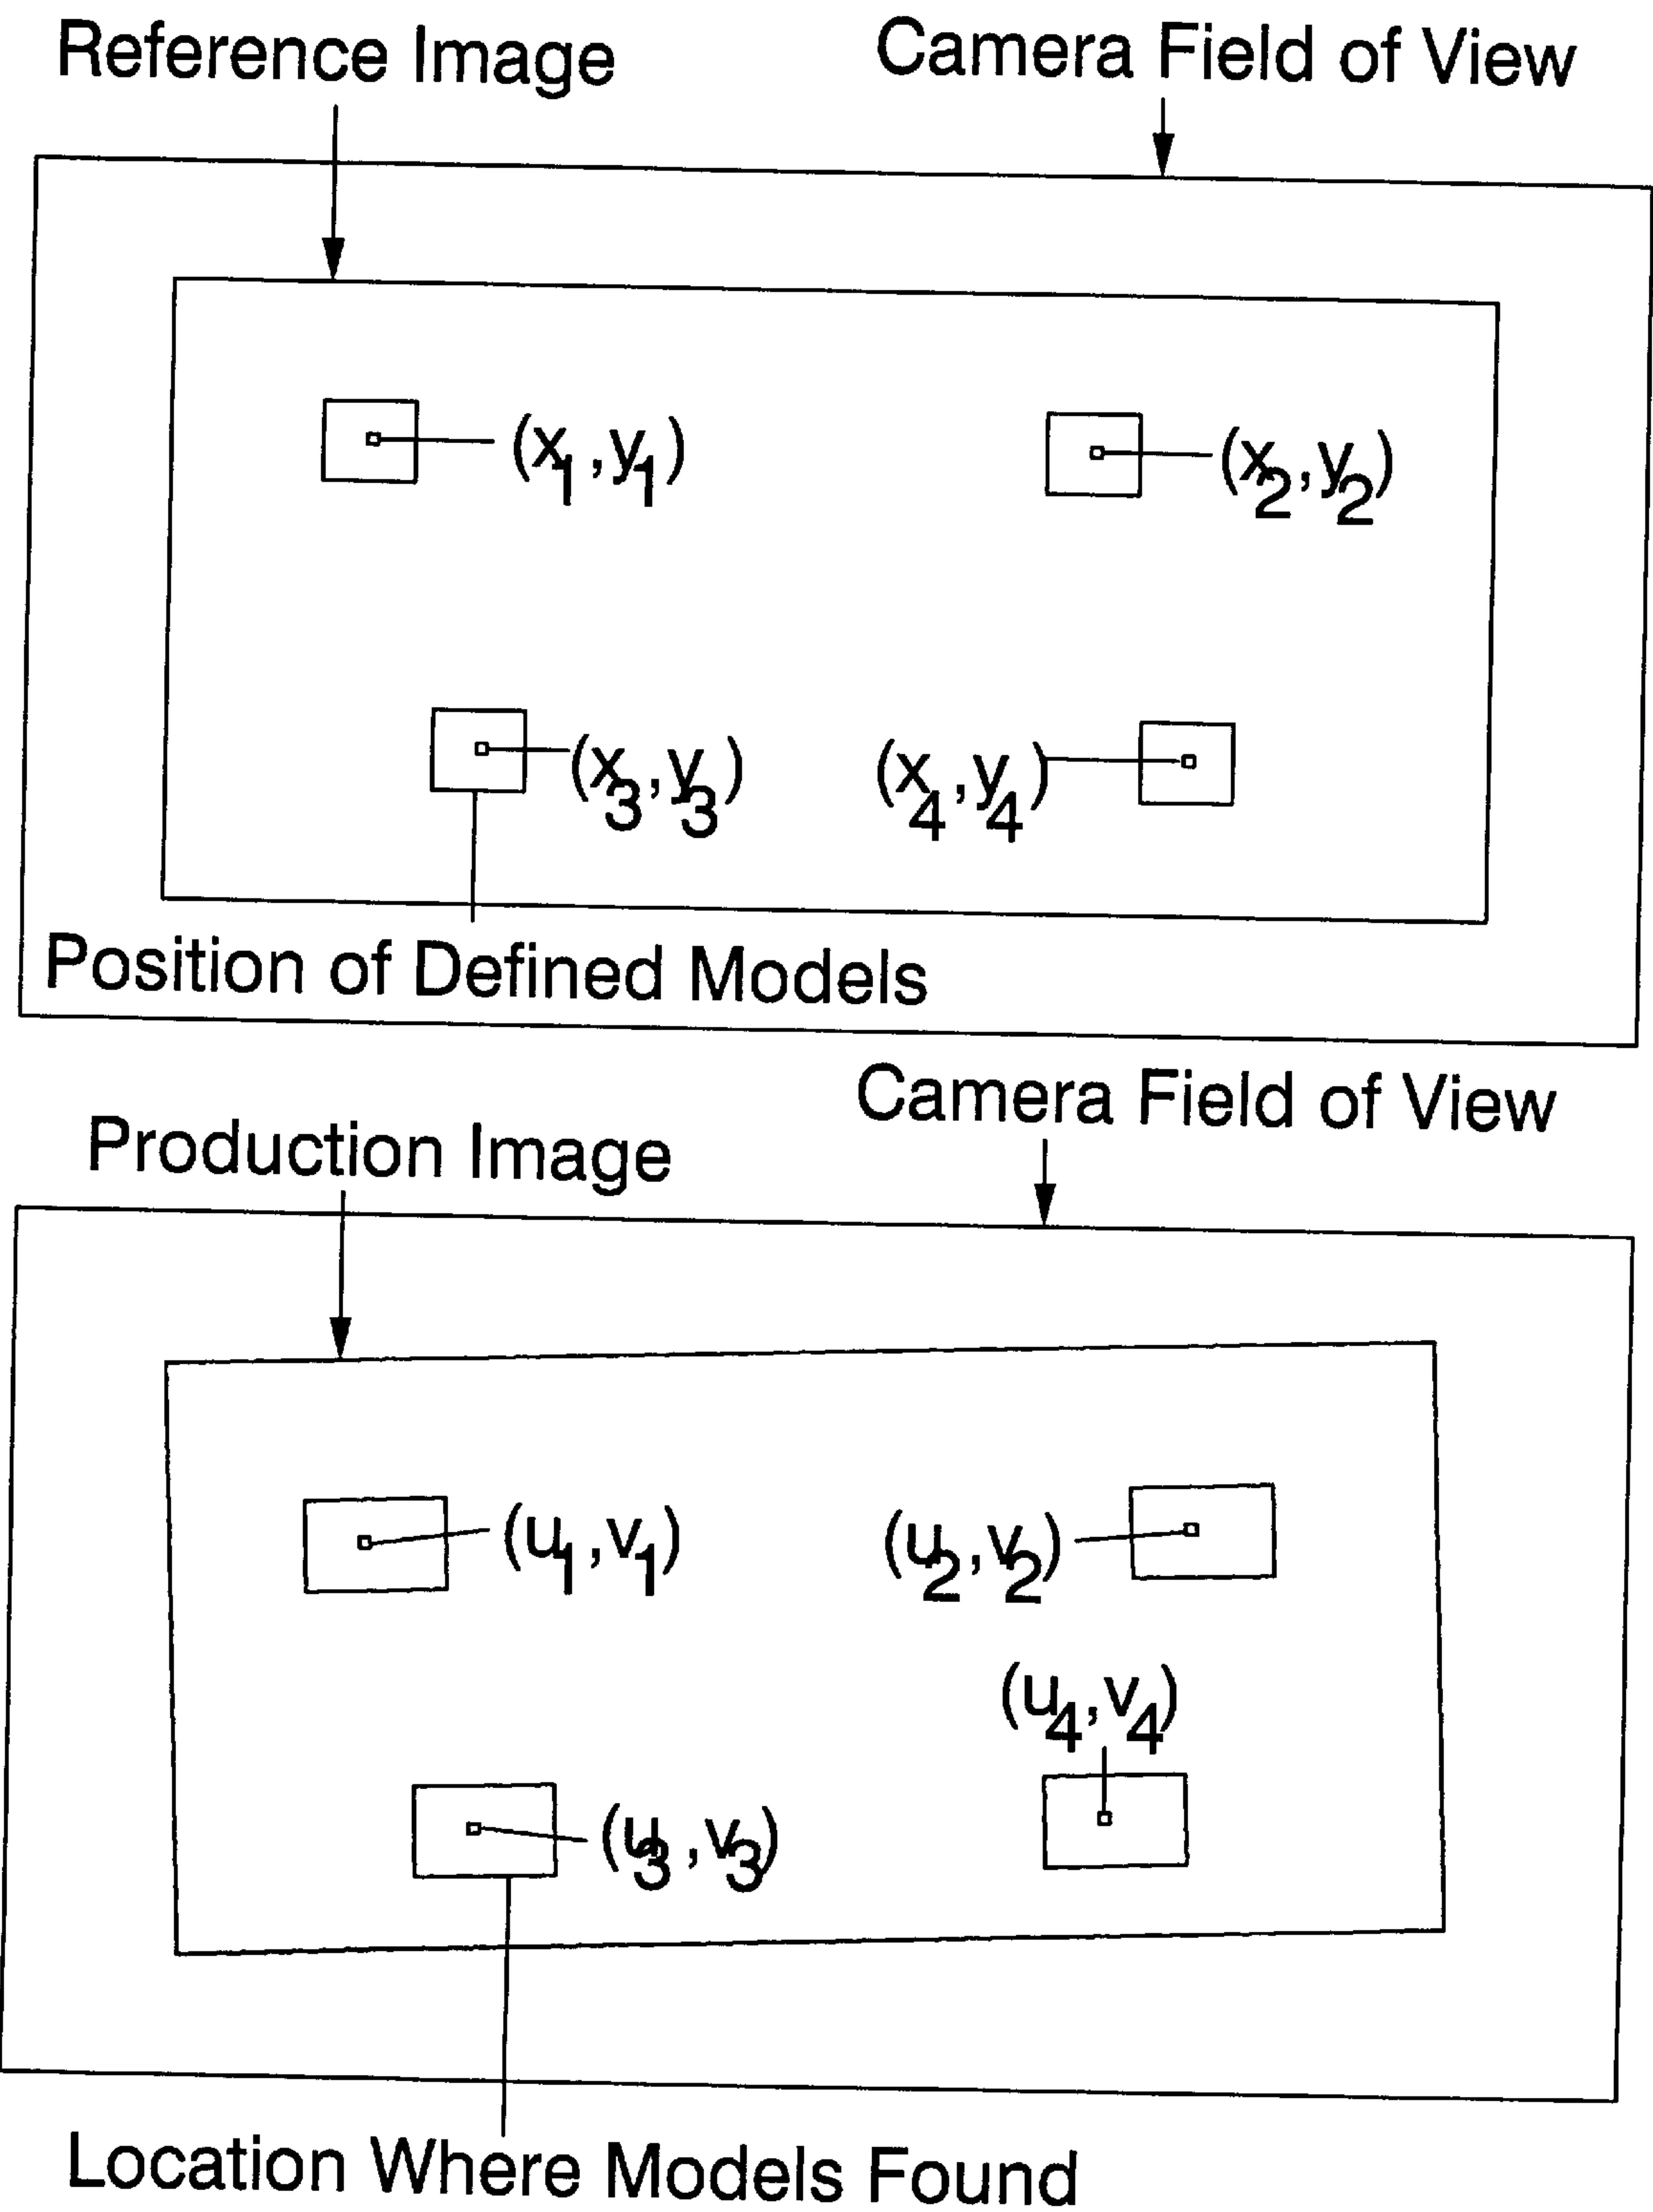 Reference Image
Camera Field of View
(x₁,y₁)
(x₂,y₂)
(x₃,y₃)
(x₄,y₄)
Position of Defined Models
Camera Field of View
Production Image
(u₁,v₁)
(u₂,v₂)
(u₄,v₄)
(u₃,v₃)
Location Where Models Found